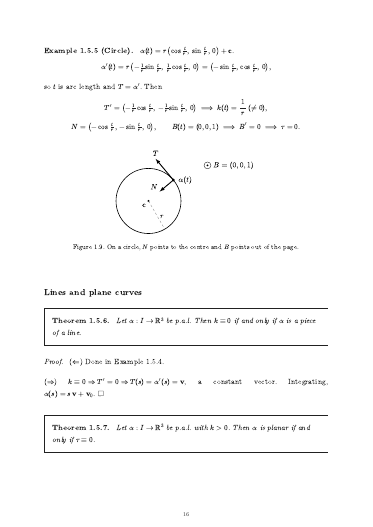 Example 1.5.5 (Circle). α(t) = r(cos t/r, sin t/r, 0) + c.
α′(t) = r(−1/r sin t/r, 1/r cos t/r, 0) = (−sin t/r, cos t/r, 0),
so t is arc length and T = α′. Then
T′ = (−1/r cos t/r, −1/r sin t/r, 0) ⟹ k(t) = 1/r (≠ 0),
N = (−cos t/r, −sin t/r, 0), B(t) = (0,0,1) ⟹ B′ = 0 ⟹ τ = 0.
T
⊙ B = (0,0,1)
α(t)
N
c
r
Figure 1.9. On a circle, N points to the centre and B points out of the page.
Lines and plane curves
Theorem 1.5.6. Let α : I → ℝ³ be p.a.l. Then k ≡ 0 if and only if α is a piece
of a line.
Proof. (⇐) Done in Example 1.5.4.
(⇒) k ≡ 0 ⇒ T′ = 0 ⇒ T(s) = α′(s) = v, a constant vector. Integrating,
α(s) = s v + v₀. □
Theorem 1.5.7. Let α : I → ℝ³ be p.a.l. with k > 0. Then α is planar if and
only if τ ≡ 0.
16